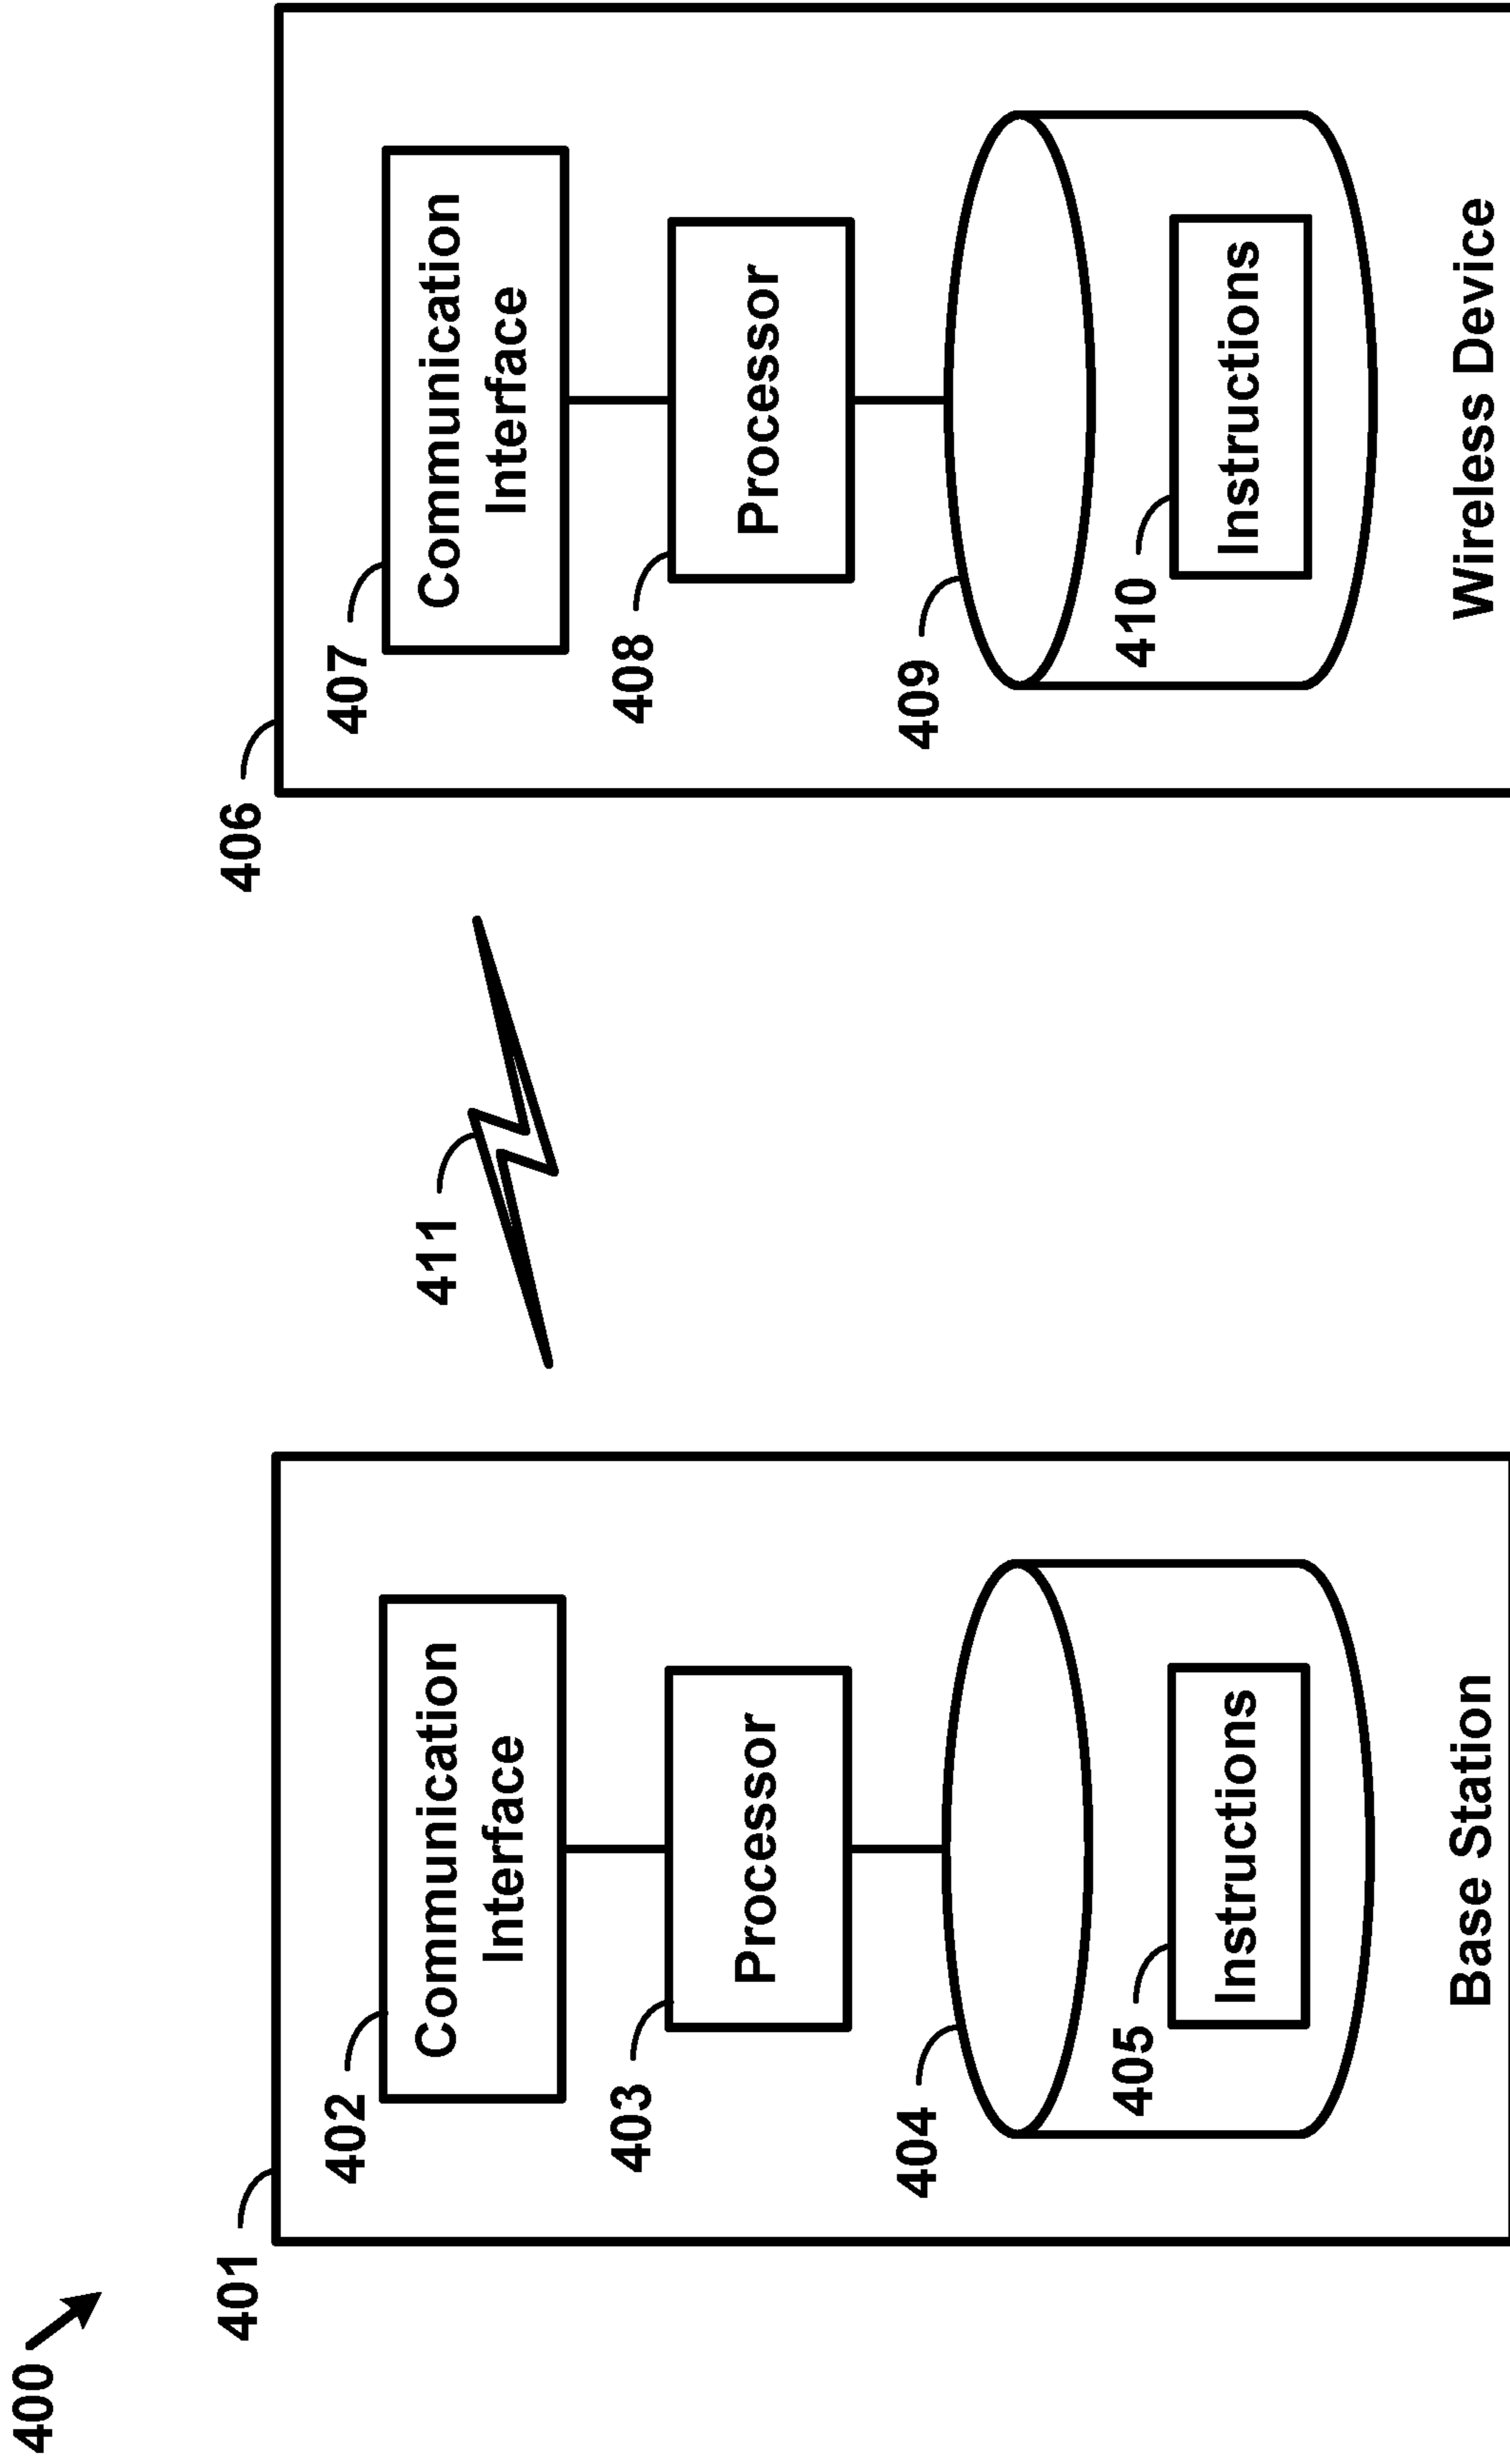 400
401
402
Communication
Interface
403
Processor
404
405
Instructions
Base Station
411
406
407
Communication
Interface
408
Processor
409
410
Instructions
Wireless Device